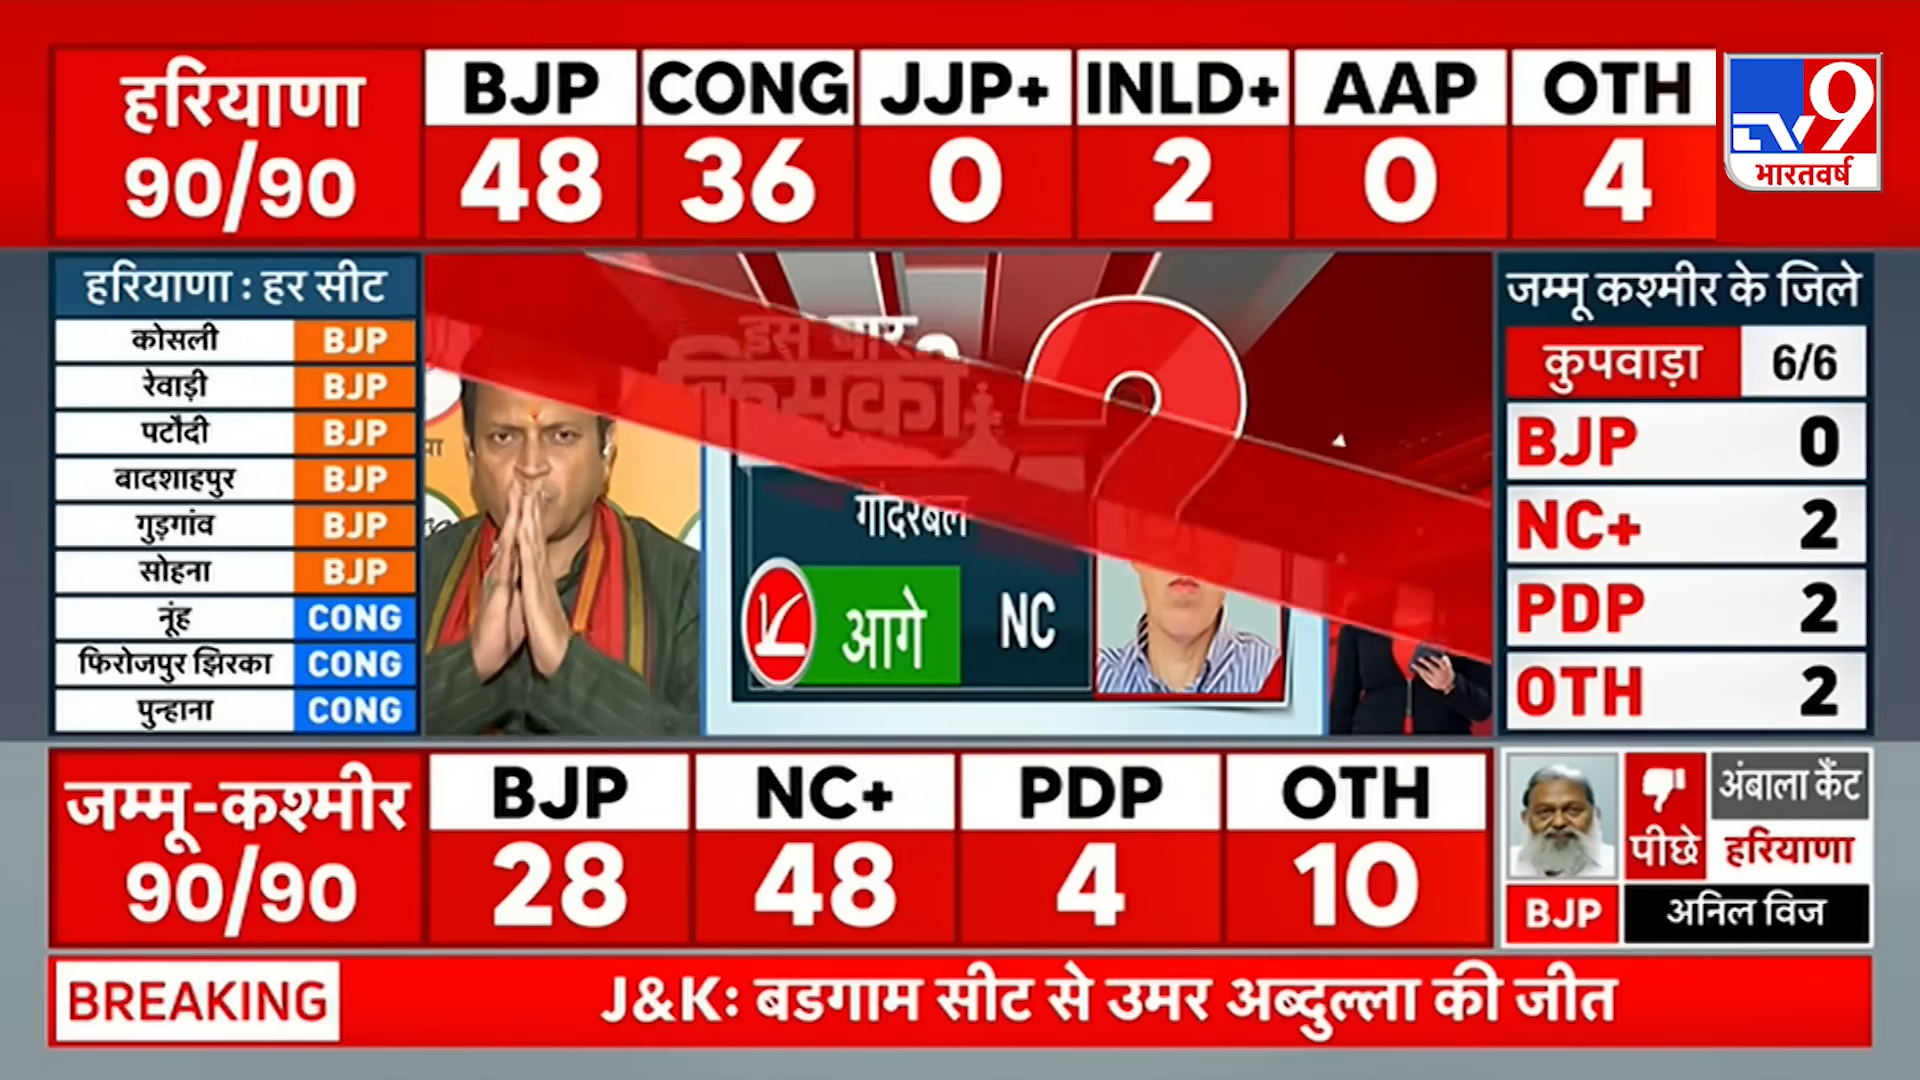 हरियाणा
90/90
BJP
48
CONG
36
JJP+
0
INLD+
2
AAP
0
OTH
4
TV9
भारतवर्ष
हरियाणा : हर सीट
कोसली BJP
रेवाड़ी BJP
पटौदी BJP
बादशाहपुर BJP
गुड़गांव BJP
सोहना BJP
नूंह CONG
फिरोजपुर झिरका CONG
पुन्हाना CONG
इस बार
किसका
?
गांदरबल
आगे
NC
जम्मू कश्मीर के जिले
कुपवाड़ा 6/6
BJP 0
NC+ 2
PDP 2
OTH 2
जम्मू-कश्मीर
90/90
BJP
28
NC+
48
PDP
4
OTH
10
पीछे
अंबाला कैंट
हरियाणा
BJP
अनिल विज
BREAKING
J&K: बडगाम सीट से उमर अब्दुल्ला की जीत